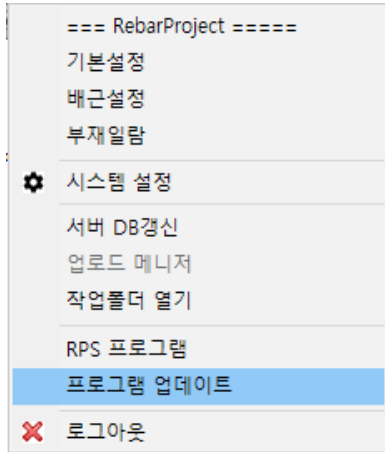 === RebarProject =====
기본설정
배근설정
부재일람
시스템 설정
서버 DB갱신
업로드 메니저
작업폴더 열기
RPS 프로그램
프로그램 업데이트
로그아웃